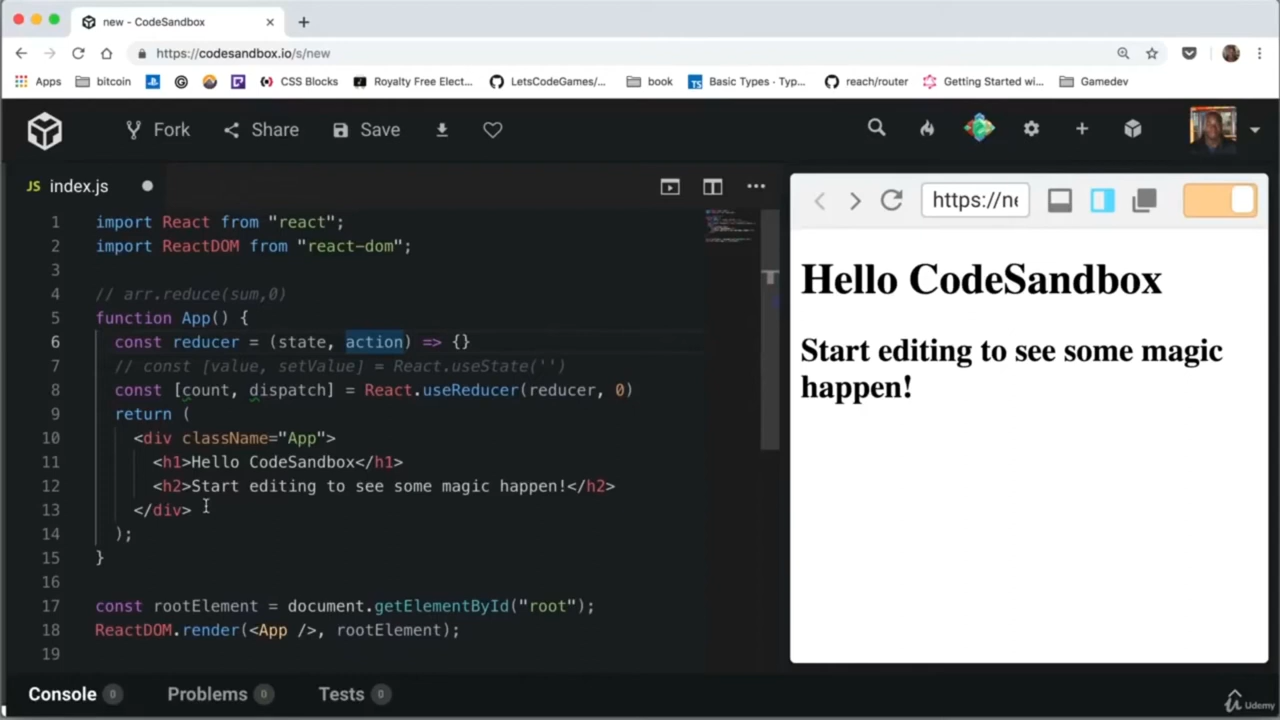 new - CodeSandbox
https://codesandbox.io/s/new
Apps bitcoin CSS Blocks Royalty Free Elect... LetsCodeGames/... book TS Basic Types - Typ... reach/router Getting Started wi... Gamedev
Fork Share Save
JS index.js
https://ne
1 import React from "react";
2 import ReactDOM from "react-dom";
3
4 // arr.reduce(sum,0)
5 function App() {
6 const reducer = (state, action) => {}
7 // const [value, setValue] = React.useState('')
8 const [count, dispatch] = React.useReducer(reducer, 0)
9 return (
10 <div className="App">
11 <h1>Hello CodeSandbox</h1>
12 <h2>Start editing to see some magic happen!</h2>
13 </div>
14 );
15 }
16
17 const rootElement = document.getElementById("root");
18 ReactDOM.render(<App />, rootElement);
19
Hello CodeSandbox
Start editing to see some magic
happen!
Console 0 Problems 0 Tests 0
Udemy